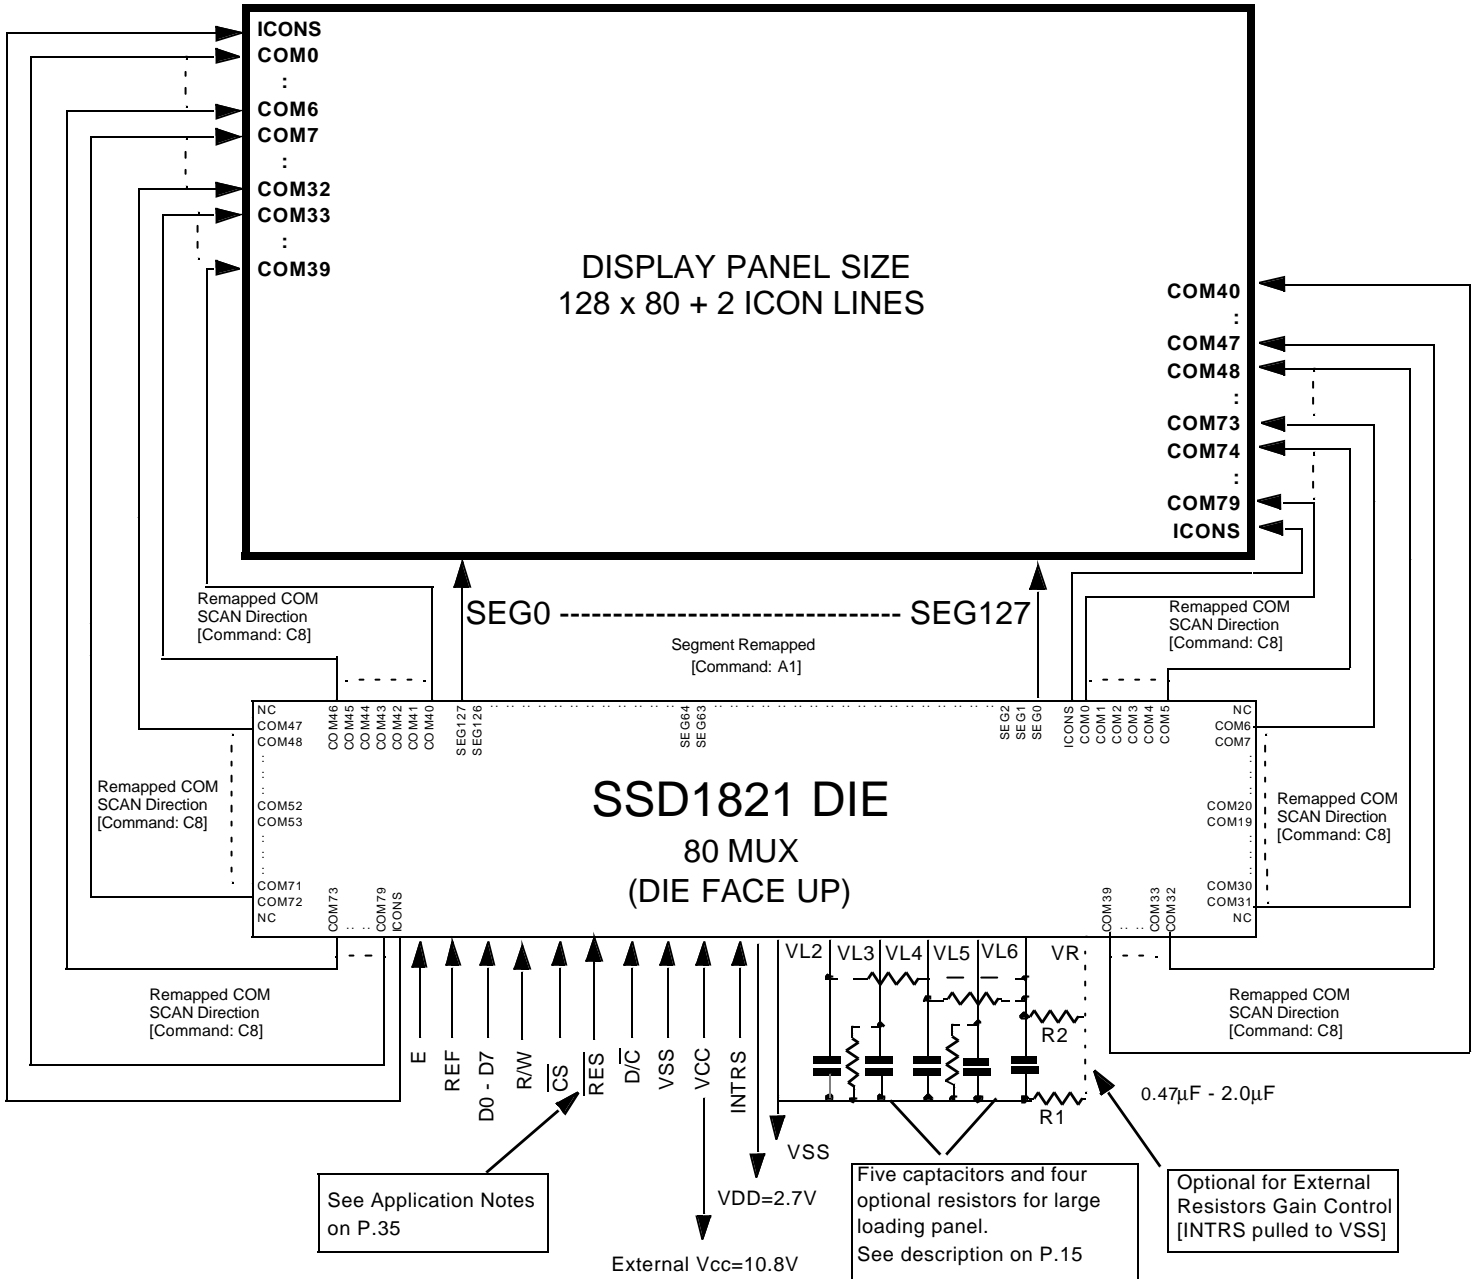 ICONS
COM0
:
COM6
COM7
:
COM32
COM33
:
COM39
DISPLAY PANEL SIZE
128 x 80 + 2 ICON LINES
COM40
:
COM47
COM48
:
COM73
COM74
:
COM79
ICONS
Remapped COM
SCAN Direction
[Command: C8]
SEG0 ------------------------------ SEG127
Segment Remapped
[Command: A1]
Remapped COM
SCAN Direction
[Command: C8]
NC
COM47
COM48
:
:
:
COM52
COM53
:
:
:
COM71
COM72
NC
COM46
COM45
COM44
COM43
COM42
COM41
COM40
SEG127
SEG126
SEG64
SEG63
SEG2
SEG1
SEG0
ICONS
COM0
COM1
COM2
COM3
COM4
COM5
NC
COM6
COM7
:
:
:
COM20
COM19
:
:
:
COM30
COM31
NC
Remapped COM
SCAN Direction
[Command: C8]
SSD1821 DIE
80 MUX
(DIE FACE UP)
Remapped COM
SCAN Direction
[Command: C8]
COM73
.. ..
COM79
ICONS
VL2
VL3
VL4
VL5
VL6
VR
COM39
.. ..
COM33
COM32
Remapped COM
SCAN Direction
[Command: C8]
E
REF
D0 - D7
R/W
CS
RES
D/C
VSS
VCC
INTRS
R2
R1
Remapped COM
SCAN Direction
[Command: C8]
0.47µF - 2.0µF
VSS
VDD=2.7V
External Vcc=10.8V
See Application Notes
on P.35
Five captacitors and four
optional resistors for large
loading panel.
See description on P.15
Optional for External
Resistors Gain Control
[INTRS pulled to VSS]